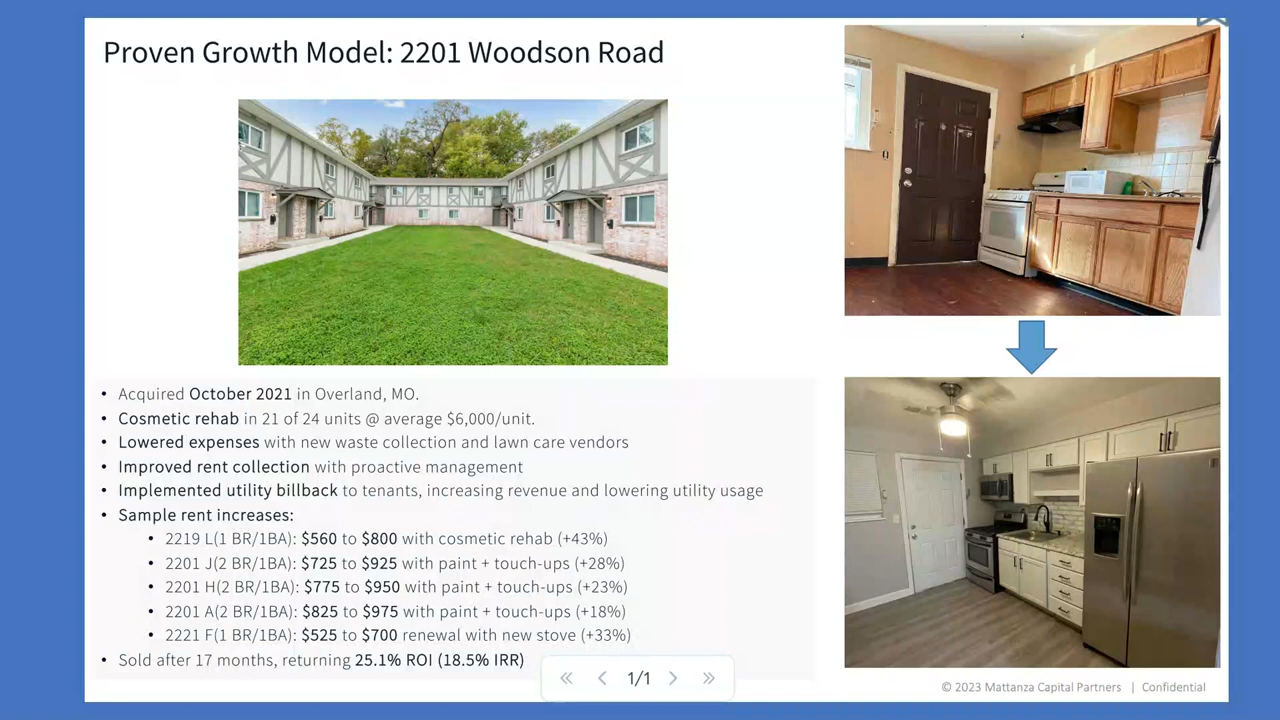 Proven Growth Model: 2201 Woodson Road
• Acquired October 2021 in Overland, MO.
• Cosmetic rehab in 21 of 24 units @ average $6,000/unit.
• Lowered expenses with new waste collection and lawn care vendors
• Improved rent collection with proactive management
• Implemented utility billback to tenants, increasing revenue and lowering utility usage
• Sample rent increases:
• 2219 L(1 BR/1BA): $560 to $800 with cosmetic rehab (+43%)
• 2201 J(2 BR/1BA): $725 to $925 with paint + touch-ups (+28%)
• 2201 H(2 BR/1BA): $775 to $950 with paint + touch-ups (+23%)
• 2201 A(2 BR/1BA): $825 to $975 with paint + touch-ups (+18%)
• 2221 F(1 BR/1BA): $525 to $700 renewal with new stove (+33%)
• Sold after 17 months, returning 25.1% ROI (18.5% IRR)
« ‹ 1/1 › »
© 2023 Mattanza Capital Partners | Confidential